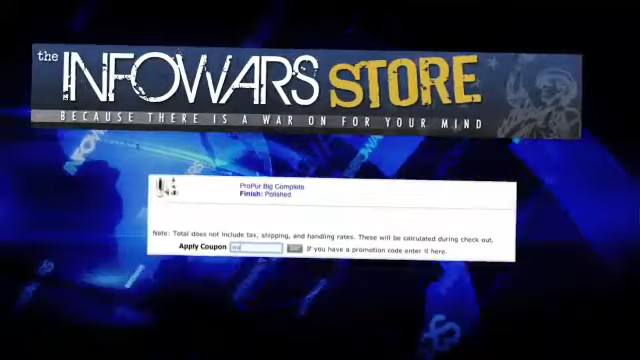 the INFOWARS STORE
BECAUSE THERE IS A WAR ON FOR YOUR MIND
ProPur Big Complete
Finish: Polished
Note: Total does not include tax, shipping, and handling rates. These will be calculated during check out.
Apply Coupon wa If you have a promotion code enter it here.
INFOWARS